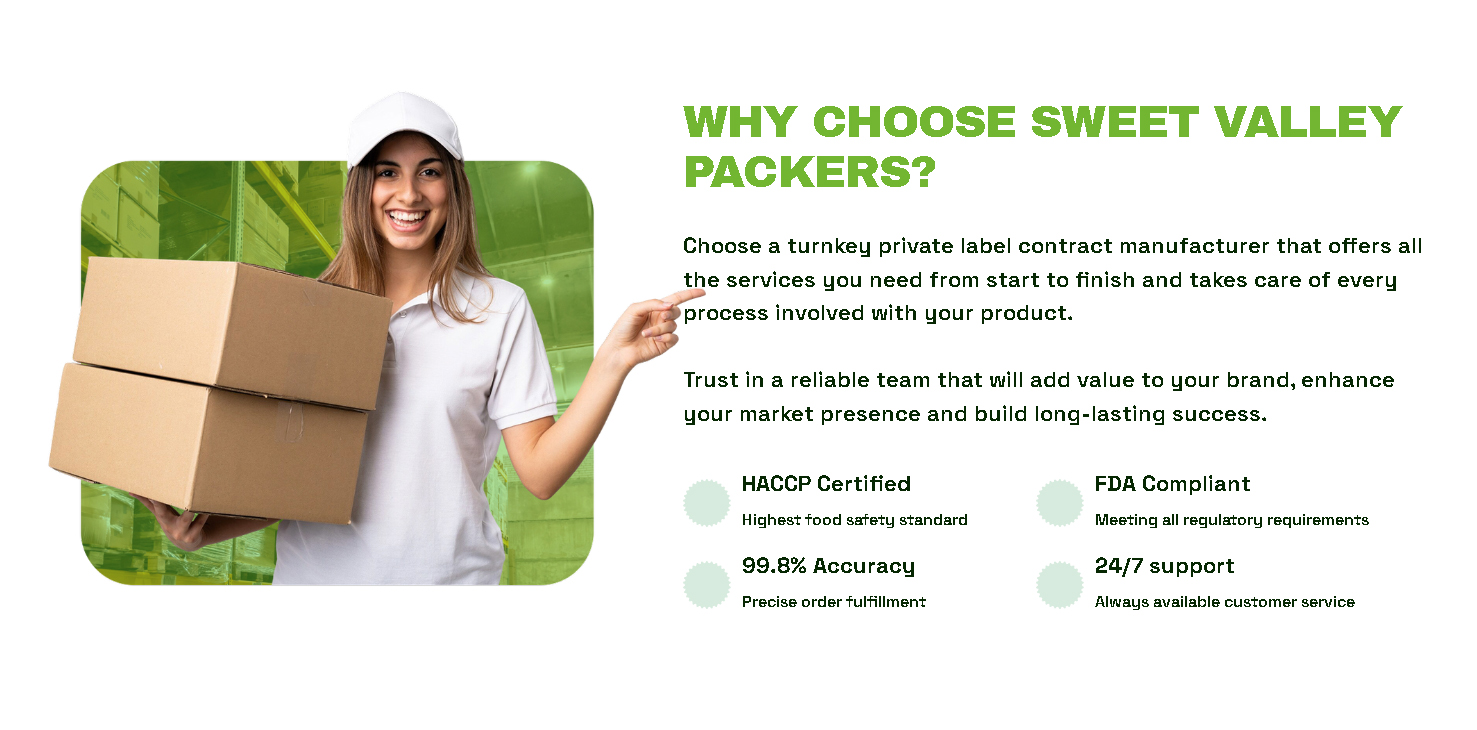 WHY CHOOSE SWEET VALLEY
PACKERS?
Choose a turnkey private label contract manufacturer that offers all
the services you need from start to finish and takes care of every
process involved with your product.
Trust in a reliable team that will add value to your brand, enhance
your market presence and build long-lasting success.
HACCP Certified
Highest food safety standard
FDA Compliant
Meeting all regulatory requirements
99.8% Accuracy
Precise order fulfillment
24/7 support
Always available customer service